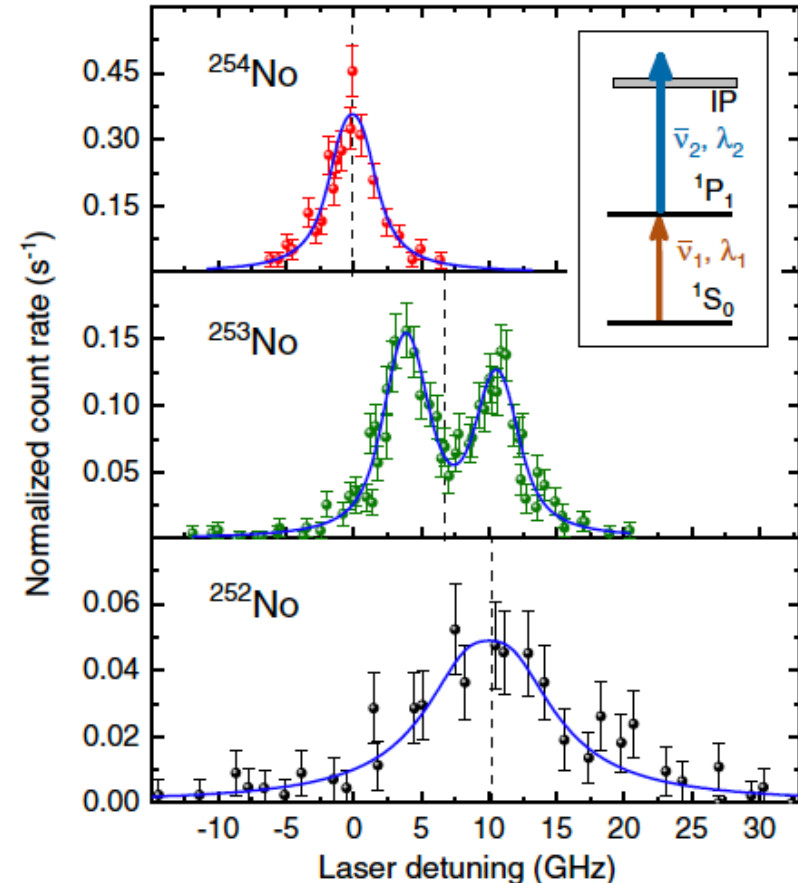 Normalized count rate (s⁻¹)
²⁵⁴No
0.45
0.30
0.15
IP
ν̄₂, λ₂
¹P₁
ν̄₁, λ₁
¹S₀
²⁵³No
0.15
0.10
0.05
²⁵²No
0.06
0.04
0.02
0.00
-10 -5 0 5 10 15 20 25 30
Laser detuning (GHz)